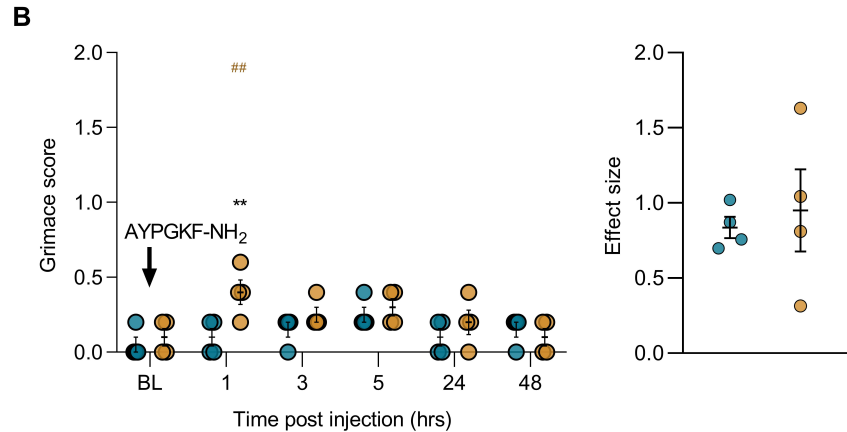 B
2.0
1.5
1.0
0.5
0.0
Grimace score
##
**
AYPGKF-NH2
BL 1 3 5 24 48
Time post injection (hrs)
2.0
1.5
1.0
0.5
0.0
Effect size